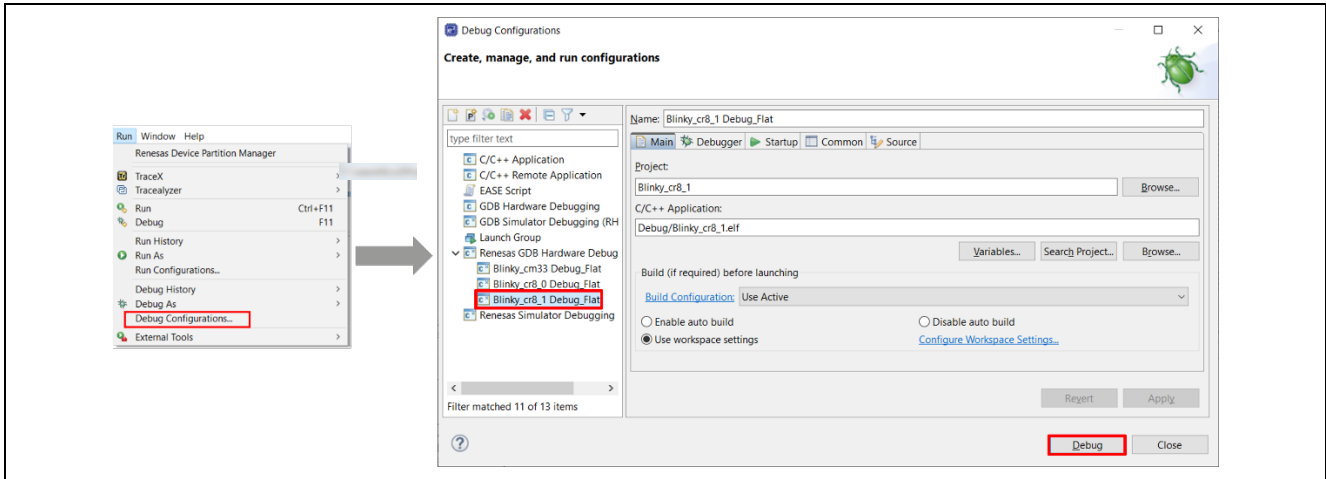 Run Window Help
Renesas Device Partition Manager
TraceX
Tracealyzer
Run Ctrl+F11
Debug F11
Run History
Run As
Run Configurations...
Debug History
Debug As
Debug Configurations...
External Tools
Debug Configurations
Create, manage, and run configurations
type filter text
C/C++ Application
C/C++ Remote Application
EASE Script
GDB Hardware Debugging
GDB Simulator Debugging (RH
Launch Group
Renesas GDB Hardware Debug
Blinky_cm33 Debug_Flat
Blinky_cr8_0 Debug_Flat
Blinky_cr8_1 Debug_Flat
Renesas Simulator Debugging
Filter matched 11 of 13 items
Name: Blinky_cr8_1 Debug_Flat
Main Debugger Startup Common Source
Project:
Blinky_cr8_1 Browse...
C/C++ Application:
Debug/Blinky_cr8_1.elf
Variables... Search Project... Browse...
Build (if required) before launching
Build Configuration: Use Active
Enable auto build Disable auto build
Use workspace settings Configure Workspace Settings...
Revert Apply
Debug Close